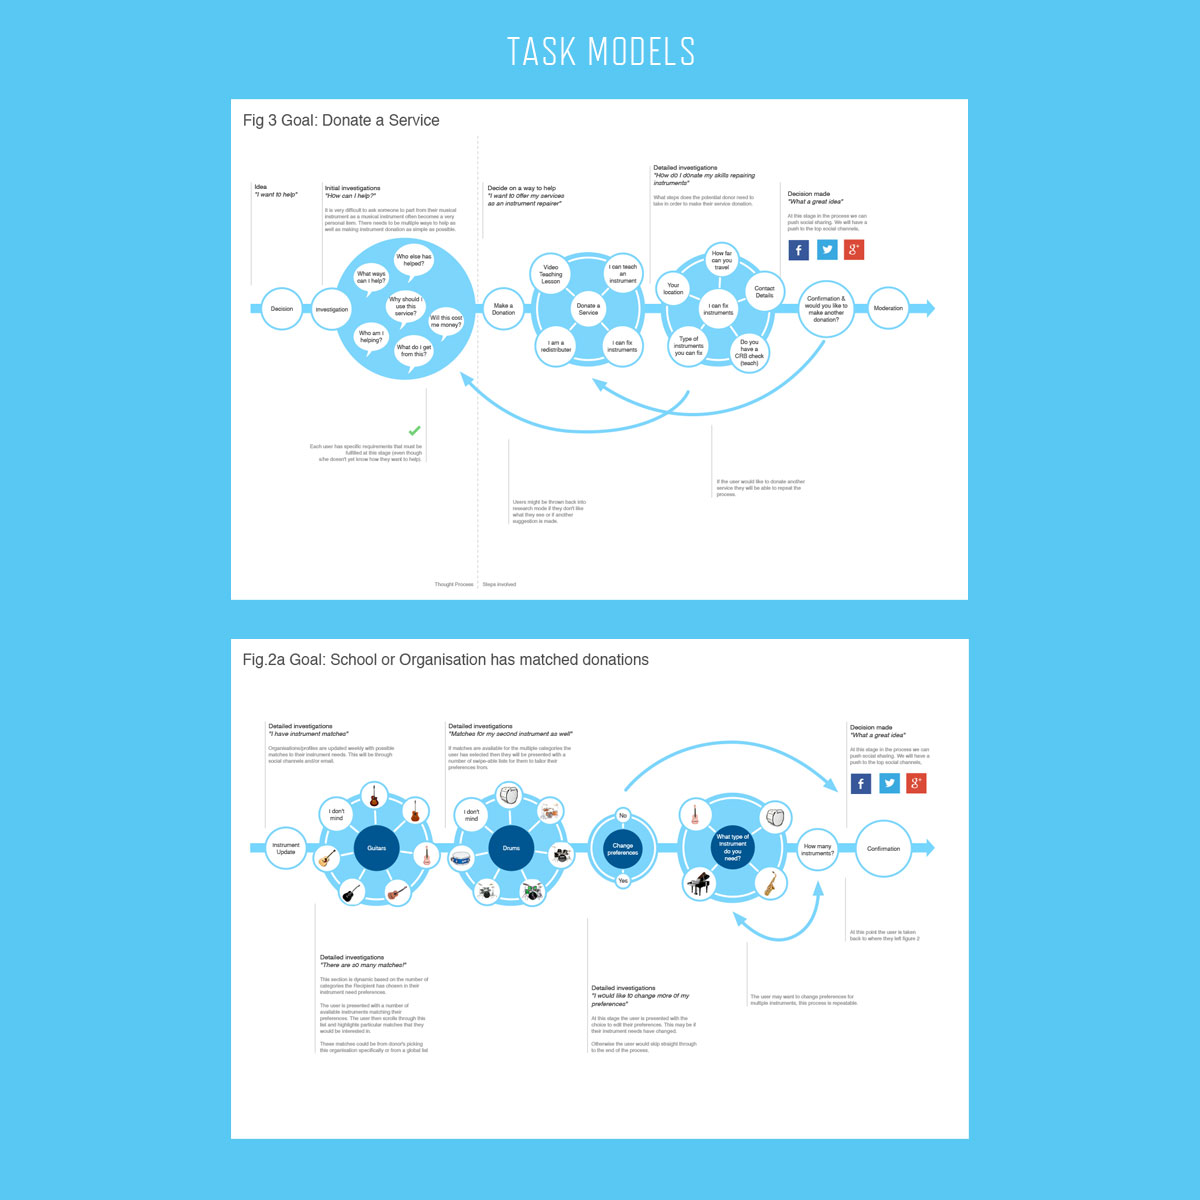 TASK MODELS
Fig 3 Goal: Donate a Service
Idea
"I want to help"
Initial investigations
"How can I help?"
It is very difficult to ask someone to part from their musical
instrument as a musical instrument often becomes a very
personal item. There needs to be multiple ways to help as
well as making instrument donation as simple as possible.
Decide on a way to help
"I want to offer my services
as an instrument repairer"
Detailed investigations
"How do I donate my skills repairing
instruments"
What steps does the potential donor need to
take in order to make their service donation.
Decision made
"What a great idea"
At this stage in the process we can
push social sharing. We will have a
push to the top social channels.
f
g+
Decision
Investigation
Who else has
helped?
What ways
can I help?
Why should I
use this
service?
Will this cost
me money?
Who am I
helping?
What do I get
from this?
Make a
Donation
Video
Teaching
Lesson
I can teach
an
instrument
Donate a
Service
I am a
redistributer
I can fix
instruments
How far
can you
travel
Your
location
Contact
Details
I can fix
instruments
Type of
instruments
you can fix
Do you
have a
CRB check
(teach)
Confirmation &
would you like to
make another
donation?
Moderation
Each user has specific requirements that must be
fulfilled at this stage (even though
s/he doesn't yet know how they want to help).
Users might be thrown back into
research mode if they don't like
what they see or if another
suggestion is made.
If the user would like to donate another
service they will be able to repeat the
process.
Thought Process
Steps involved
Fig.2a Goal: School or Organisation has matched donations
Detailed investigations
"I have instrument matches"
Organisations/profiles are updated weekly with possible
matches to their instrument needs. This will be through
social channels and/or email.
Detailed investigations
"Matches for my second instrument as well"
If matches are available for the multiple categories the
user has selected then they will be presented with a
number of swipe-able lists for them to tailor their
preferences from.
Decision made
"What a great idea"
At this stage in the process we can
push social sharing. We will have a
push to the top social channels.
f
g+
Instrument
Update
I don't
mind
Guitars
I don't
mind
Drums
No
Change
preferences
Yes
What type of
instrument
do you
need?
How many
instruments?
Confirmation
Detailed investigations
"There are so many matches!"
This section is dynamic based on the number of
categories the Recipient has chosen in their
instrument need preferences.
The user is presented with a number of
available instruments matching their
preferences. The user then scrolls through this
list and highlights particular matches that they
would be interested in.
These matches could be from donor's picking
this organisation specifically or from a global list
Detailed investigations
"I would like to change more of my
preferences"
At this stage the user is presented with the
choice to edit their preferences. This may be if
their instrument needs have changed.
Otherwise the user would skip straight through
to the end of the process.
The user may want to change preferences for
multiple instruments, this process is repeatable.
At this point the user is taken
back to where they left figure 2